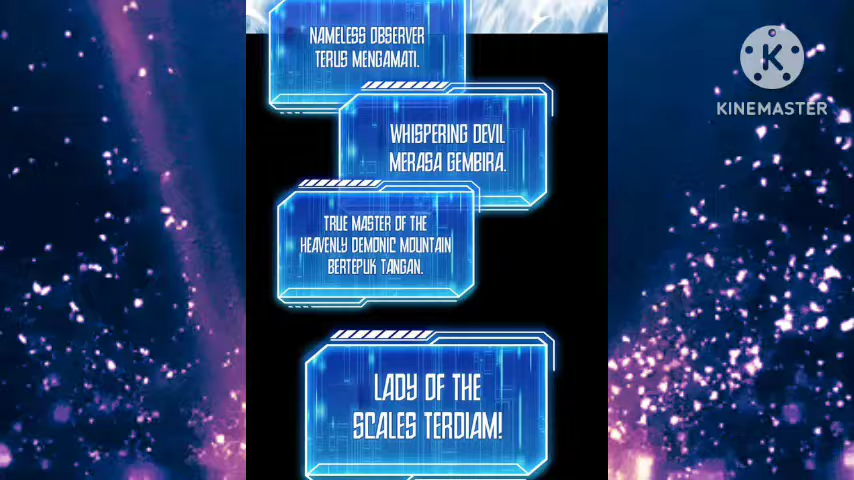 NAMELESS OBSERVER
TERUS MENGAMATI.
WHISPERING DEVIL
MERASA GEMBIRA.
TRUE MASTER OF THE
HEAVENLY DEMONIC MOUNTAIN
BERTEPUK TANGAN.
LADY OF THE
SCALES TERDIAM!
K
KINEMASTER